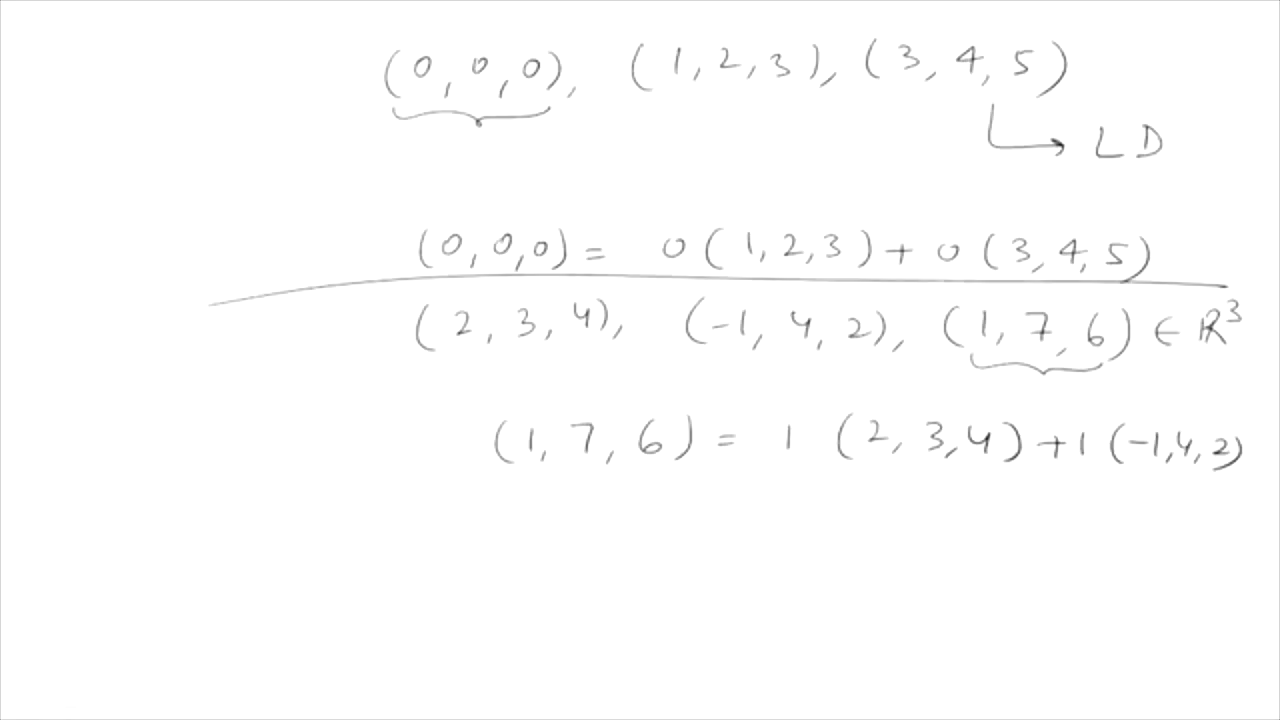 (0, 0, 0), (1, 2, 3), (3, 4, 5)
→ LD
(0, 0, 0) = 0 (1, 2, 3) + 0 (3, 4, 5)
(2, 3, 4), (-1, 4, 2), (1, 7, 6) ∈ ℝ³
(1, 7, 6) = 1 (2, 3, 4) + 1 (-1, 4, 2)